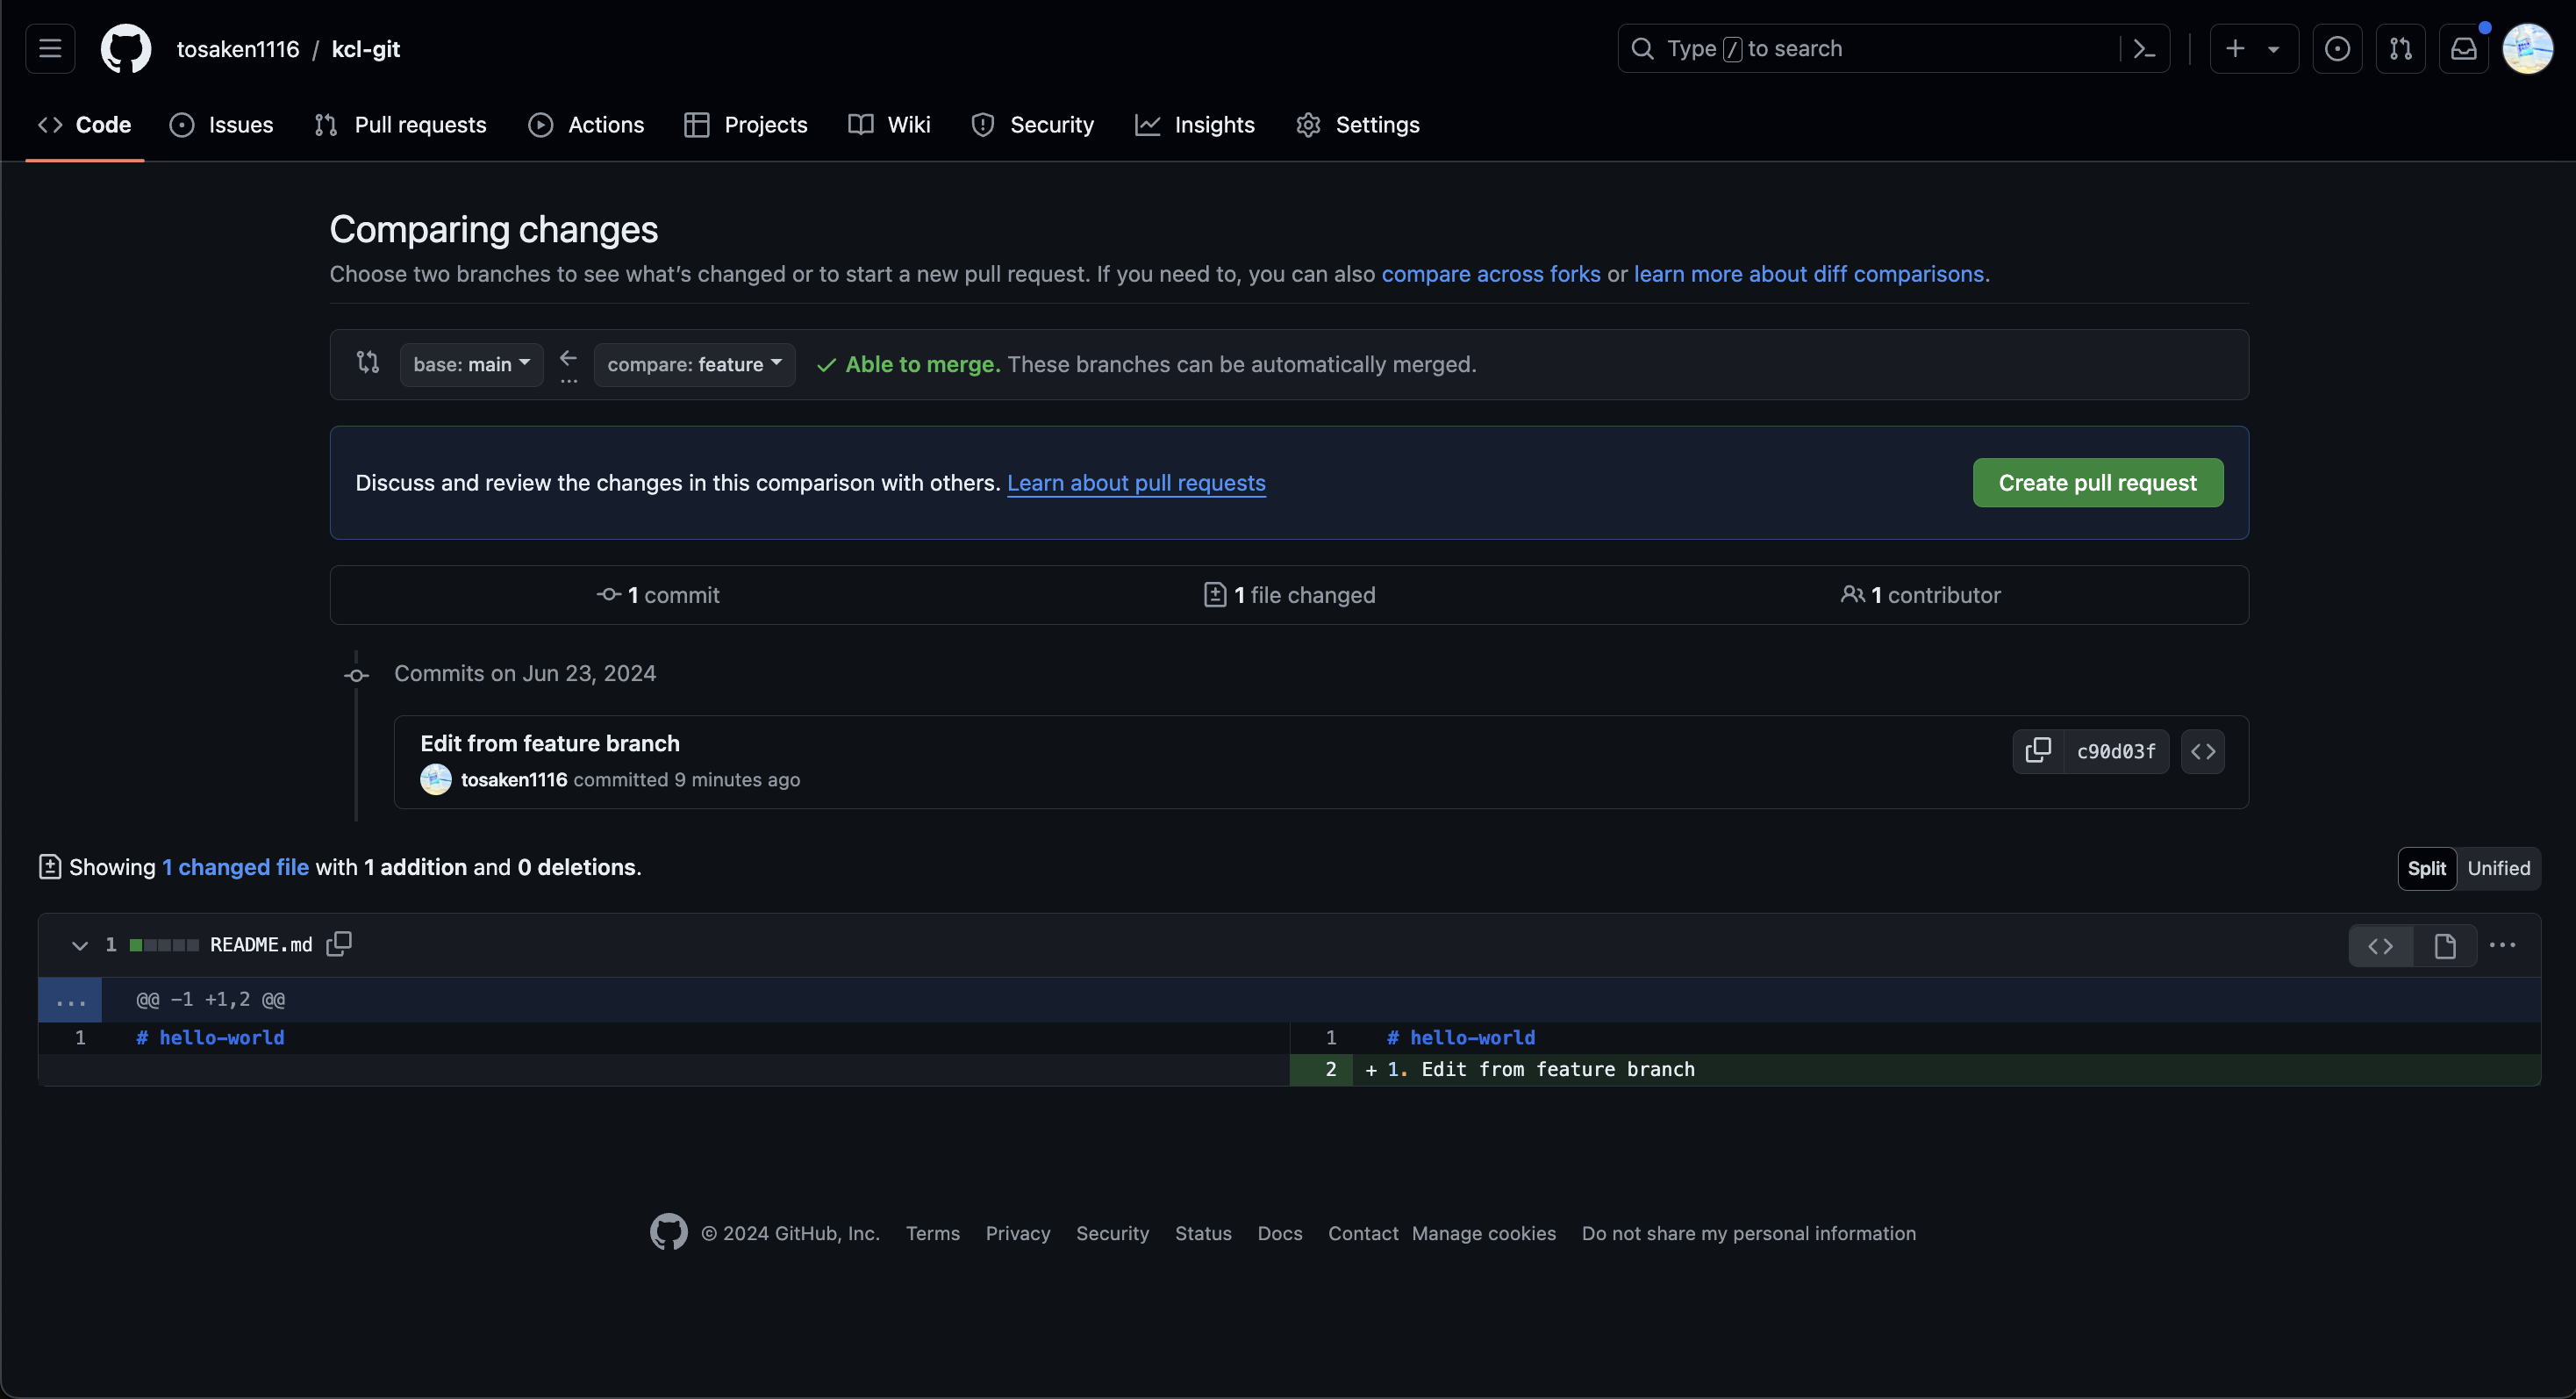 tosaken1116 / kcl-git
Type / to search
Code Issues Pull requests Actions Projects Wiki Security Insights Settings
Comparing changes
Choose two branches to see what’s changed or to start a new pull request. If you need to, you can also compare across forks or learn more about diff comparisons.
base: main ← ... compare: feature ✓ Able to merge. These branches can be automatically merged.
Discuss and review the changes in this comparison with others. Learn about pull requests Create pull request
1 commit 1 file changed 1 contributor
Commits on Jun 23, 2024
Edit from feature branch
c90d03f
tosaken1116 committed 9 minutes ago
Showing 1 changed file with 1 addition and 0 deletions.
Split Unified
1 README.md
... @@ -1 +1,2 @@
1 # hello-world 1 # hello-world
2 + 1. Edit from feature branch
© 2024 GitHub, Inc. Terms Privacy Security Status Docs Contact Manage cookies Do not share my personal information